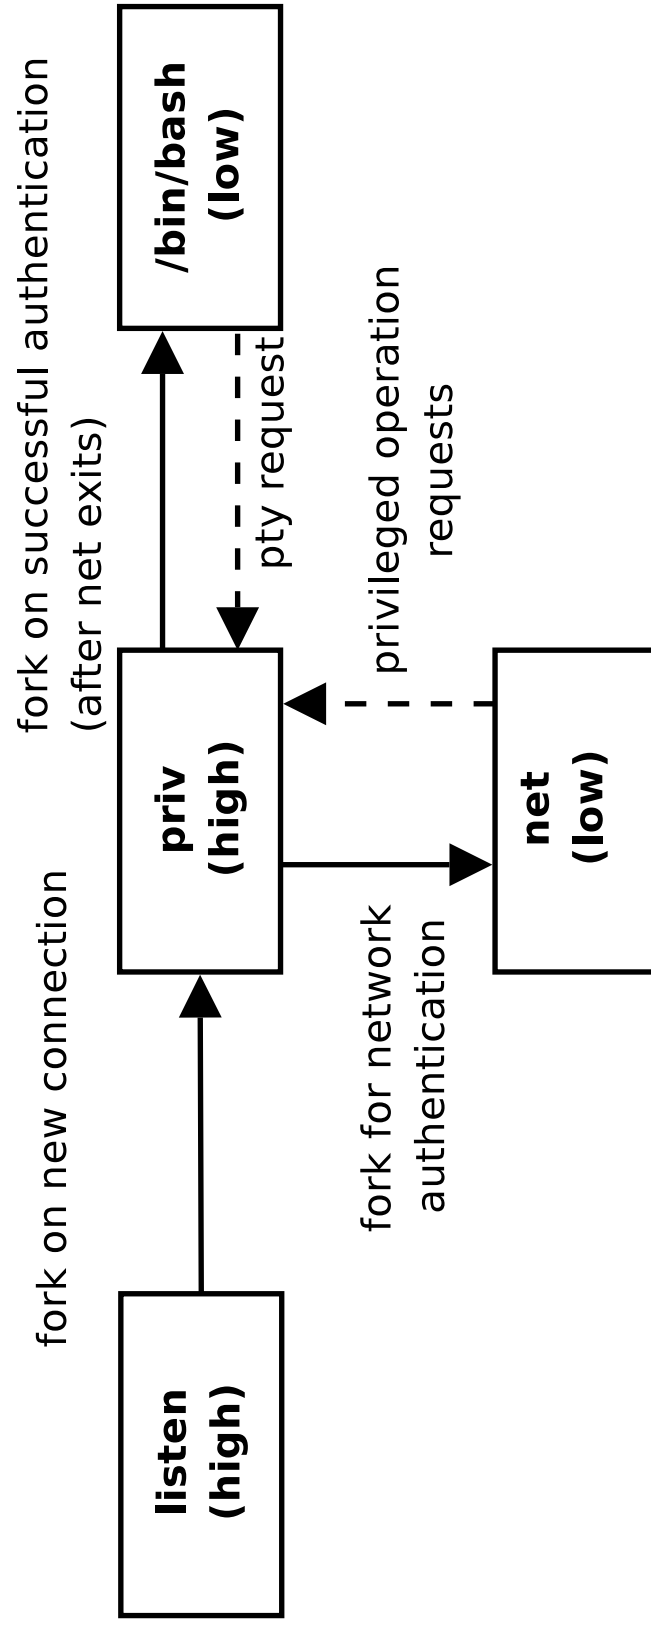 fork on new connection
fork on successful authentication
(after net exits)
listen
(high)
priv
(high)
/bin/bash
(low)
pty request
fork for network
authentication
privileged operation
requests
net
(low)